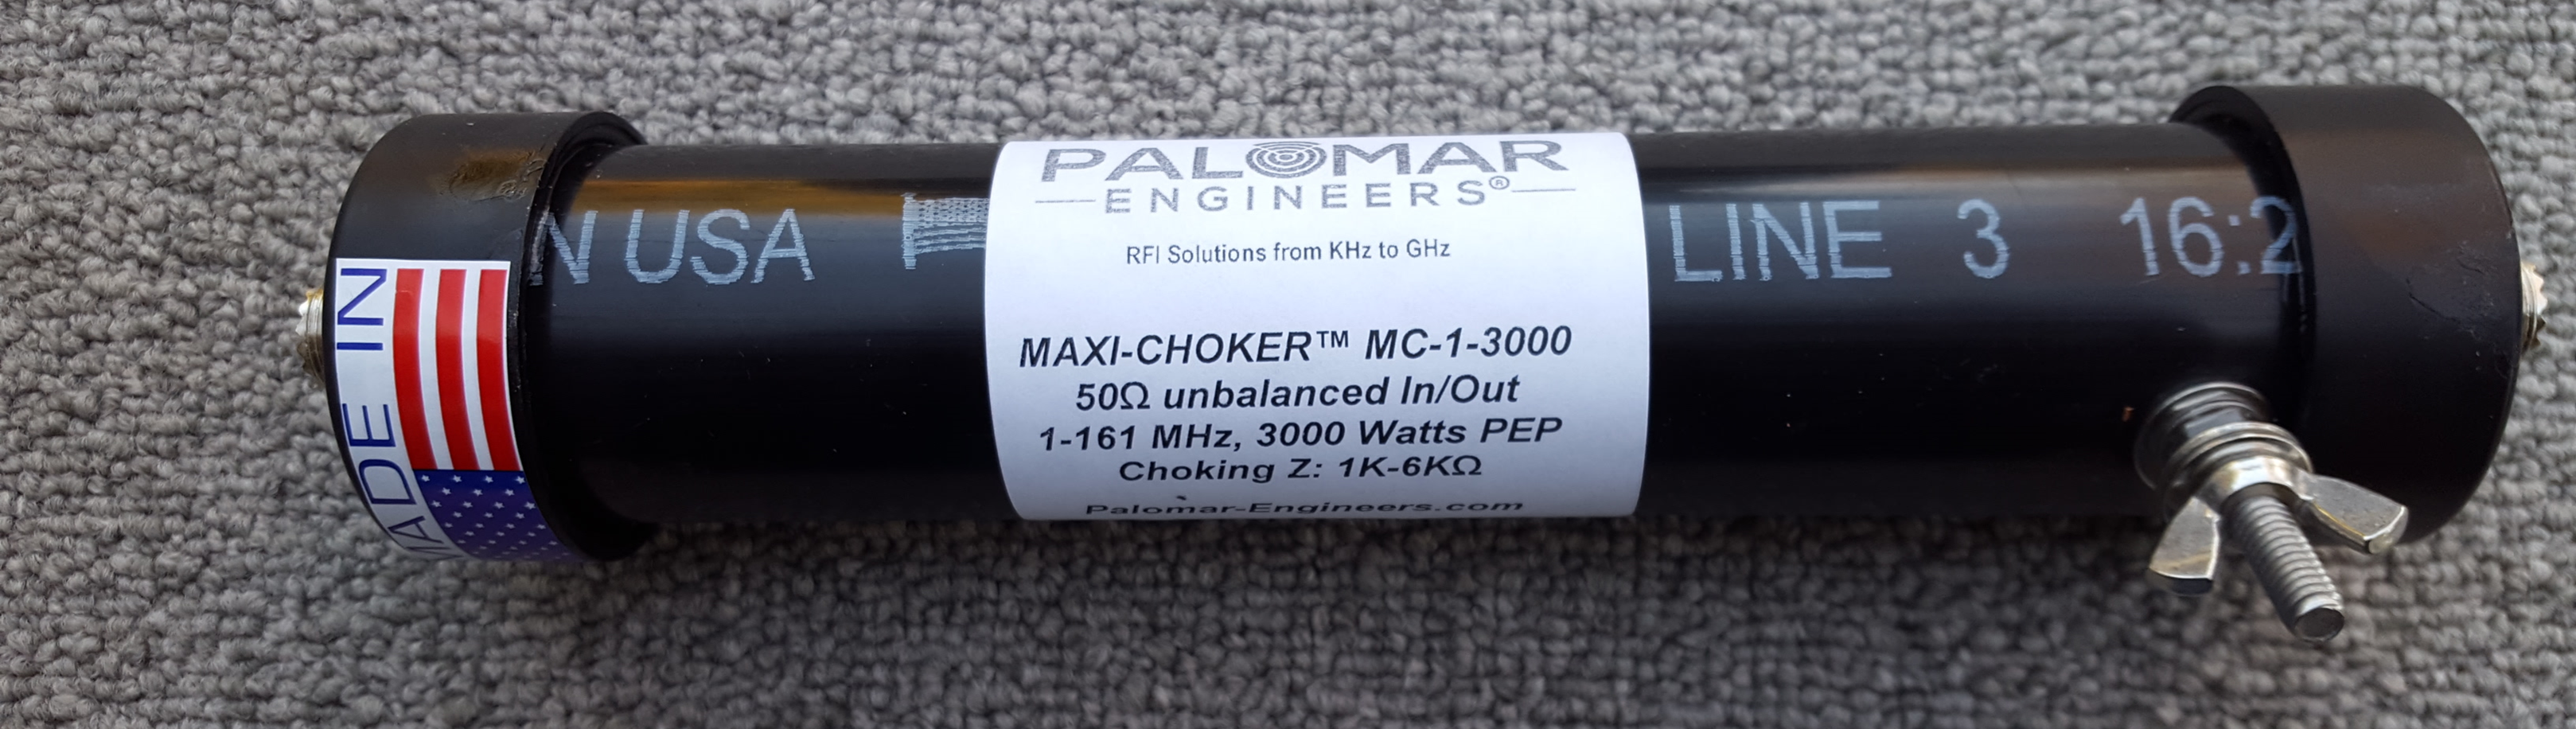 MADE IN
N USA
PALOMAR
ENGINEERS®
RFI Solutions from KHz to GHz
MAXI-CHOKER™ MC-1-3000
50Ω unbalanced In/Out
1-161 MHz, 3000 Watts PEP
Choking Z: 1K-6KΩ
Palomar-Engineers.com
LINE 3 16:2